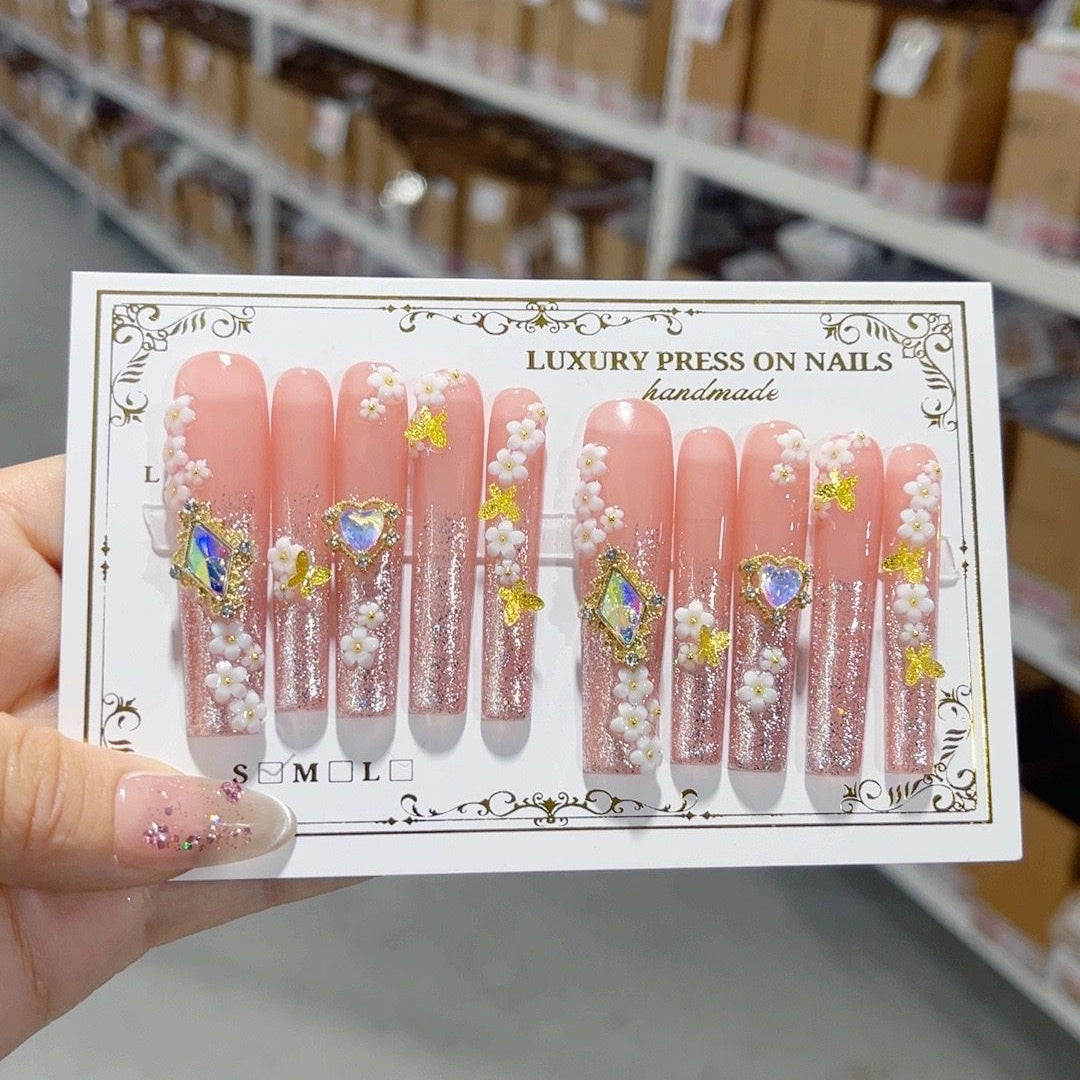 LUXURY PRESS ON NAILS
handmade
L
S M L